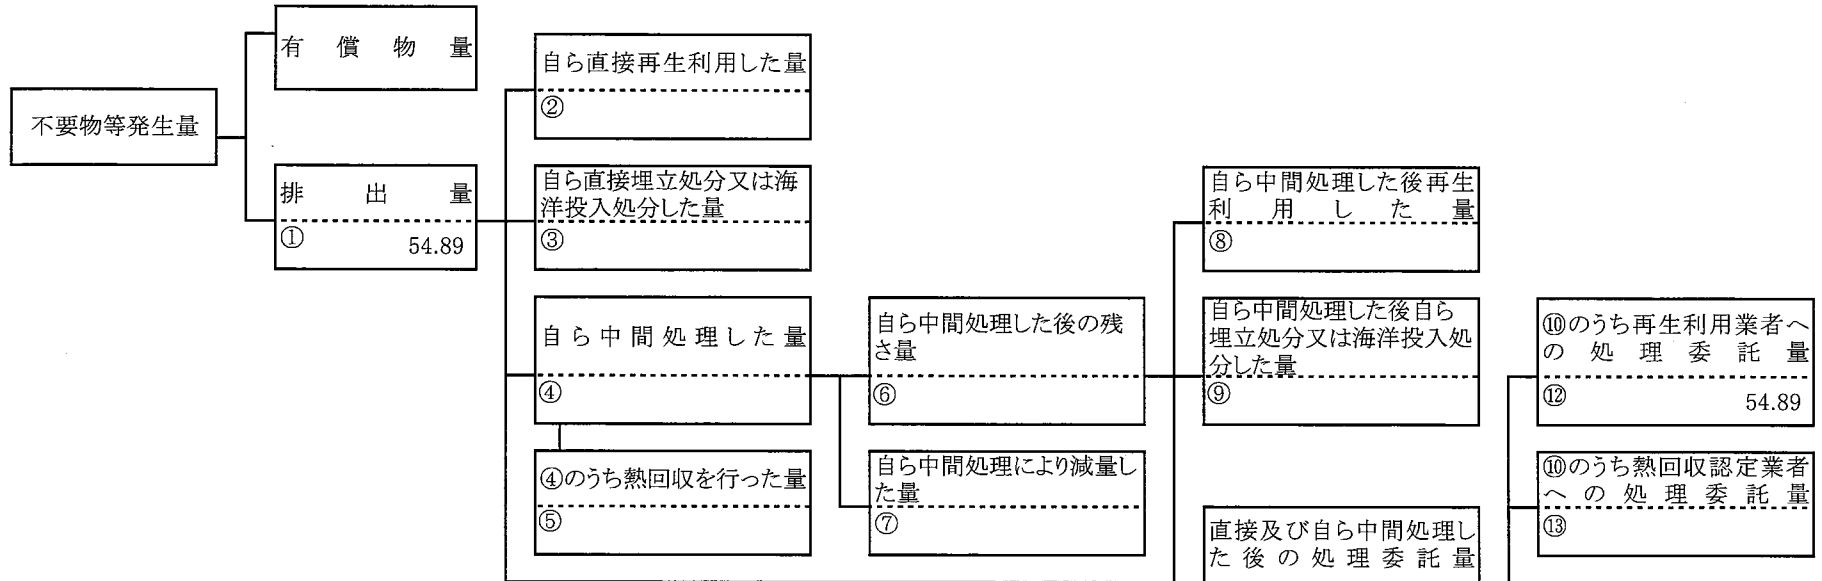 有償物量
不要物等発生量
排出量
①
54.89
自ら直接再生利用した量
②
自ら直接埋立処分又は海
洋投入処分した量
③
自ら中間処理した量
④
④のうち熱回収を行った量
⑤
自ら中間処理した後の残
さ量
⑥
自ら中間処理により減量し
た量
⑦
自ら中間処理した後再生
利用した量
⑧
自ら中間処理した後自ら
埋立処分又は海洋投入処
分した量
⑨
直接及び自ら中間処理し
た後の処理委託量
⑩のうち再生利用業者へ
の処理委託量
⑫
54.89
⑩のうち熱回収認定業者
への処理委託量
⑬